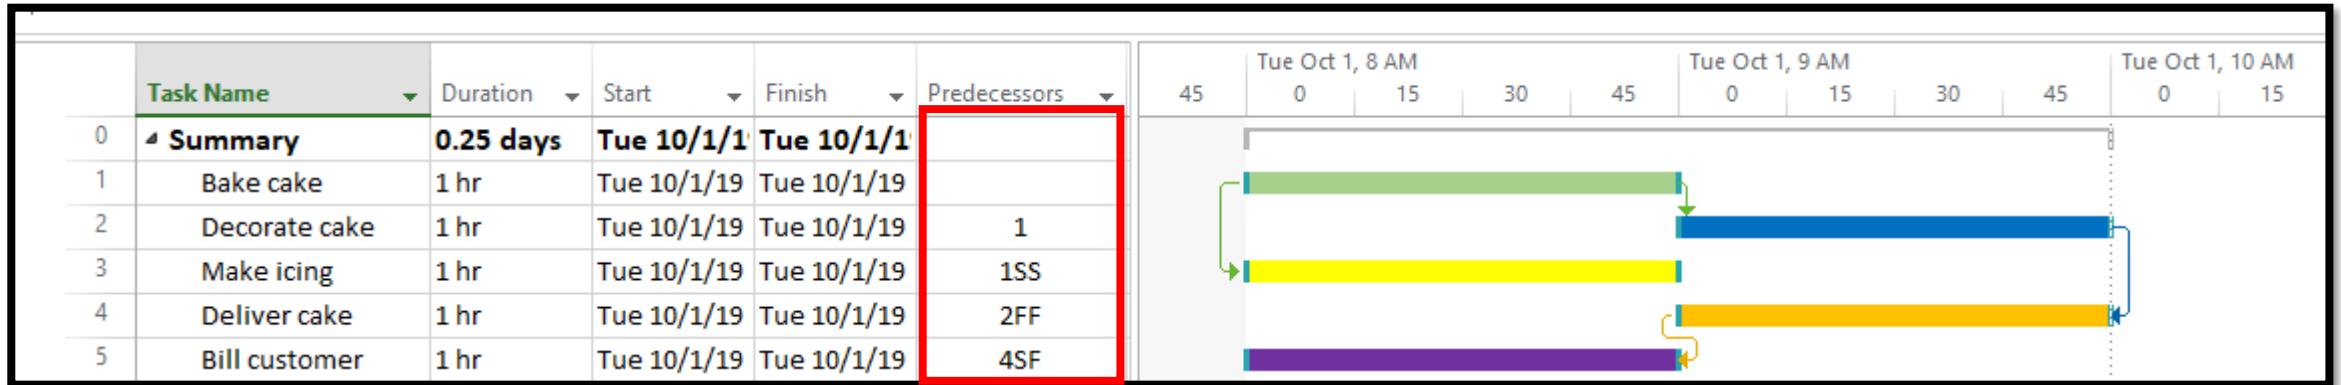 Tue Oct 1, 8 AM Tue Oct 1, 9 AM Tue Oct 1, 10 AM
Task Name Duration Start Finish Predecessors 45 0 15 30 45 0 15 30 45 0 15
0 Summary 0.25 days Tue 10/1/1 Tue 10/1/1
1 Bake cake 1 hr Tue 10/1/19 Tue 10/1/19
2 Decorate cake 1 hr Tue 10/1/19 Tue 10/1/19 1
3 Make icing 1 hr Tue 10/1/19 Tue 10/1/19 1SS
4 Deliver cake 1 hr Tue 10/1/19 Tue 10/1/19 2FF
5 Bill customer 1 hr Tue 10/1/19 Tue 10/1/19 4SF